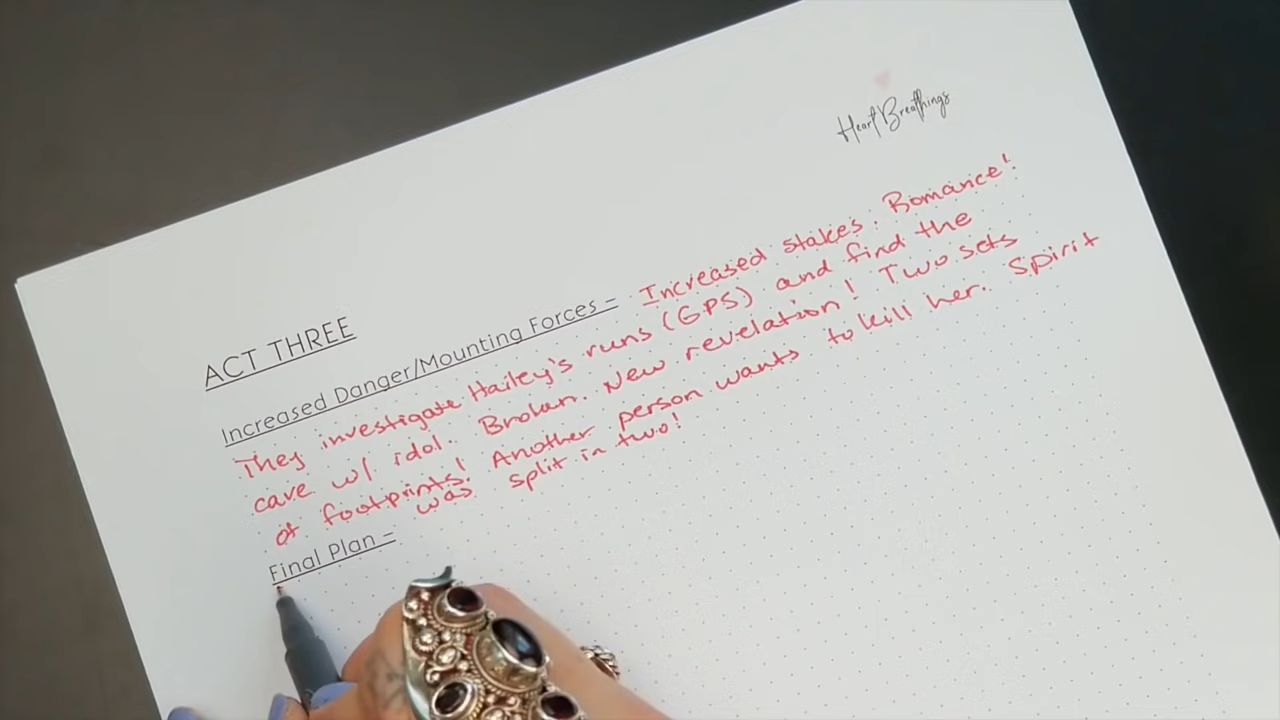 Heart Breathings
ACT THREE
Increased Danger/Mounting Forces - Increased stakes. Romance!
They investigate Hailey's runs (GPS) and find the
cave w/ idol. Broken. New revelation! Two sets
of footprints! Another person wants to kill her. Spirit
was split in two!
Final Plan -